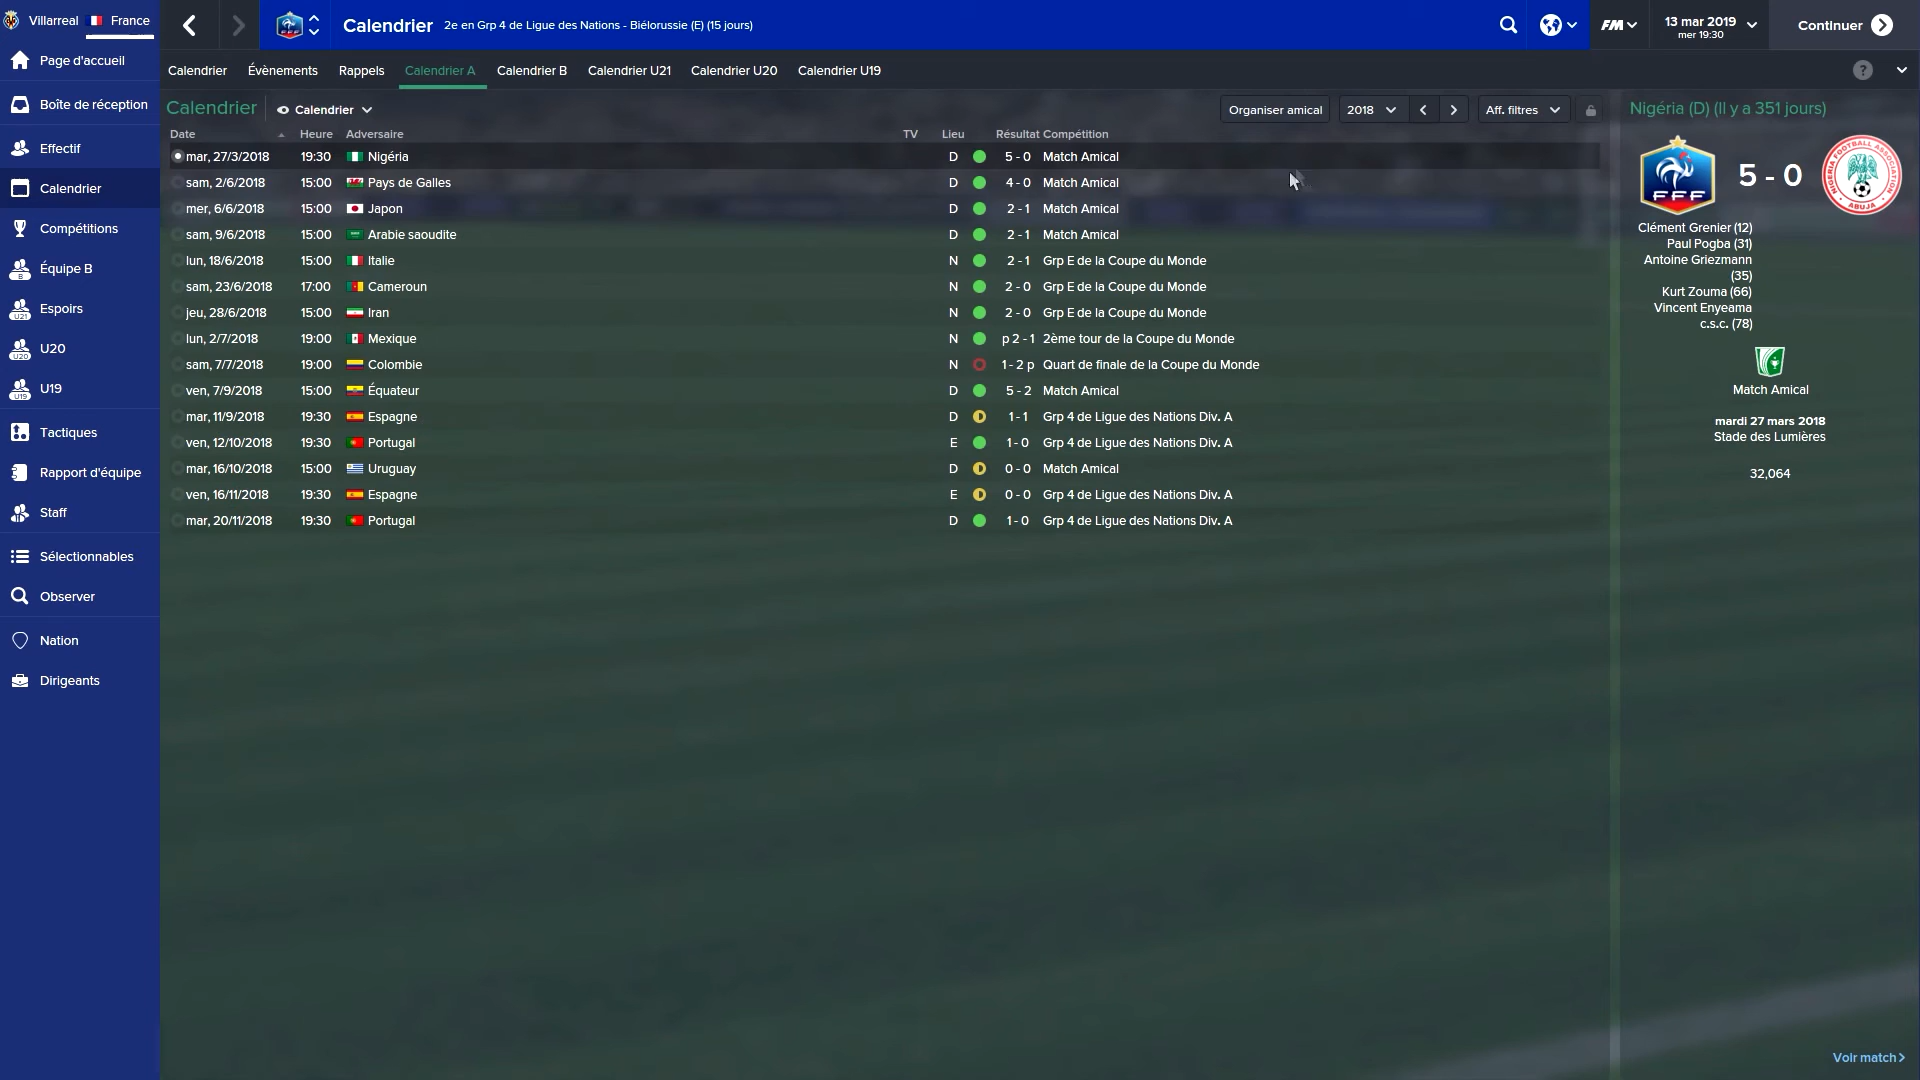 Villarreal France
Calendrier 2e en Grp 4 de Ligue des Nations - Biélorussie (E) (15 jours)
FM
13 mar 2019
mer 19:30
Continuer
Page d'accueil
Boîte de réception
Effectif
Calendrier
Compétitions
B Équipe B
U21 Espoirs
U20 U20
U19 U19
Tactiques
Rapport d'équipe
Staff
Sélectionnables
Observer
Nation
Dirigeants
Calendrier Évènements Rappels Calendrier A Calendrier B Calendrier U21 Calendrier U20 Calendrier U19 ?
Calendrier Calendrier Organiser amical 2018 Aff. filtres
Date Heure Adversaire TV Lieu Résultat Compétition
mar, 27/3/2018 19:30 Nigéria D 5 - 0 Match Amical
sam, 2/6/2018 15:00 Pays de Galles D 4 - 0 Match Amical
mer, 6/6/2018 15:00 Japon D 2 - 1 Match Amical
sam, 9/6/2018 15:00 Arabie saoudite D 2 - 1 Match Amical
lun, 18/6/2018 15:00 Italie N 2 - 1 Grp E de la Coupe du Monde
sam, 23/6/2018 17:00 Cameroun N 2 - 0 Grp E de la Coupe du Monde
jeu, 28/6/2018 15:00 Iran N 2 - 0 Grp E de la Coupe du Monde
lun, 2/7/2018 19:00 Mexique N p 2 - 1 2ème tour de la Coupe du Monde
sam, 7/7/2018 19:00 Colombie N 1 - 2 p Quart de finale de la Coupe du Monde
ven, 7/9/2018 15:00 Équateur D 5 - 2 Match Amical
mar, 11/9/2018 19:30 Espagne D 1 - 1 Grp 4 de Ligue des Nations Div. A
ven, 12/10/2018 19:30 Portugal E 1 - 0 Grp 4 de Ligue des Nations Div. A
mar, 16/10/2018 15:00 Uruguay D 0 - 0 Match Amical
ven, 16/11/2018 19:30 Espagne E 0 - 0 Grp 4 de Ligue des Nations Div. A
mar, 20/11/2018 19:30 Portugal D 1 - 0 Grp 4 de Ligue des Nations Div. A
Nigéria (D) (Il y a 351 jours)
FFF
5 - 0
NIGERIA FOOTBALL ASSOCIATION
ABUJA
Clément Grenier (12)
Paul Pogba (31)
Antoine Griezmann
(35)
Kurt Zouma (66)
Vincent Enyeama
c.s.c. (78)
Match Amical
mardi 27 mars 2018
Stade des Lumières
32,064
Voir match